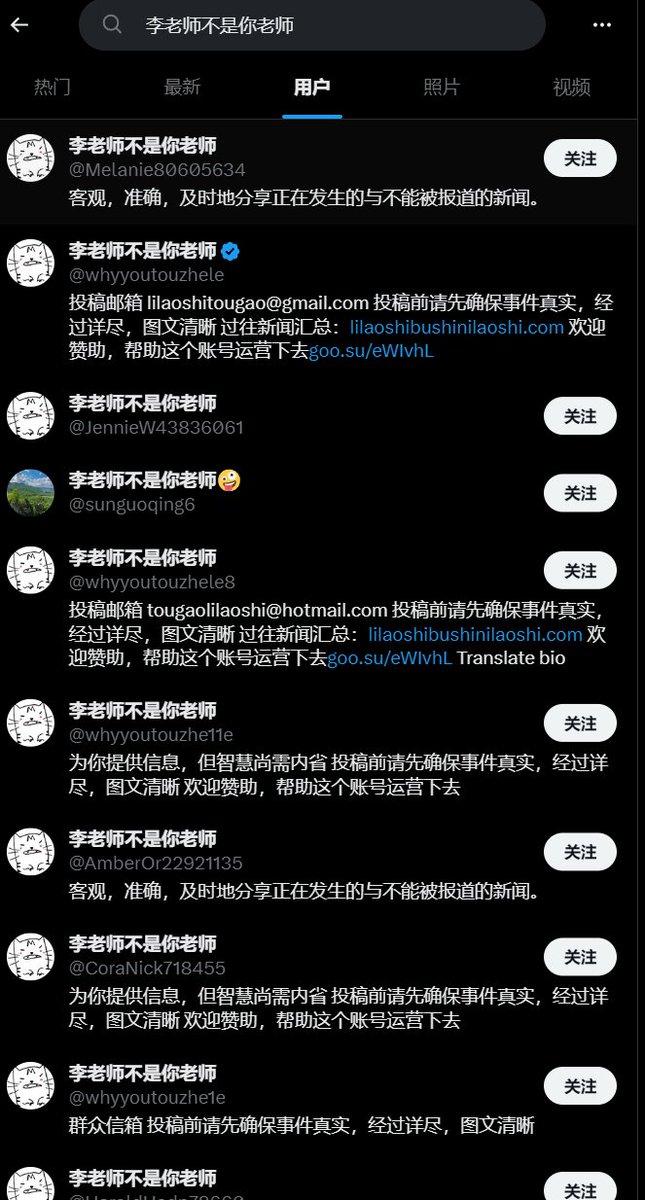 李老师不是你老师
热门
最新
用户
照片
视频
李老师不是你老师
@Melanie80605634
关注
客观，准确，及时地分享正在发生的与不能被报道的新闻。
李老师不是你老师
@whyyoutouzhele
投稿邮箱 lilaoshitougao@gmail.com 投稿前请先确保事件真实，经
过详尽，图文清晰 过往新闻汇总：lilaoshibushinilaoshi.com 欢迎
赞助，帮助这个账号运营下去goo.su/eWIvhL
李老师不是你老师
@JennieW43836061
关注
李老师不是你老师🤪
@sunguoqing6
关注
李老师不是你老师
@whyyoutouzhele8
关注
投稿邮箱 tougaolilaoshi@hotmail.com 投稿前请先确保事件真实，
经过详尽，图文清晰 过往新闻汇总：lilaoshibushinilaoshi.com 欢
迎赞助，帮助这个账号运营下去goo.su/eWIvhL Translate bio
李老师不是你老师
@whyyoutouzhe11e
关注
为你提供信息，但智慧尚需内省 投稿前请先确保事件真实，经过详
尽，图文清晰 欢迎赞助，帮助这个账号运营下去
李老师不是你老师
@AmberOr22921135
关注
客观，准确，及时地分享正在发生的与不能被报道的新闻。
李老师不是你老师
@CoraNick718455
关注
为你提供信息，但智慧尚需内省 投稿前请先确保事件真实，经过详
尽，图文清晰 欢迎赞助，帮助这个账号运营下去
李老师不是你老师
@whyyoutouzhe1e
关注
群众信箱 投稿前请先确保事件真实，经过详尽，图文清晰
李老师不是你老师
关注